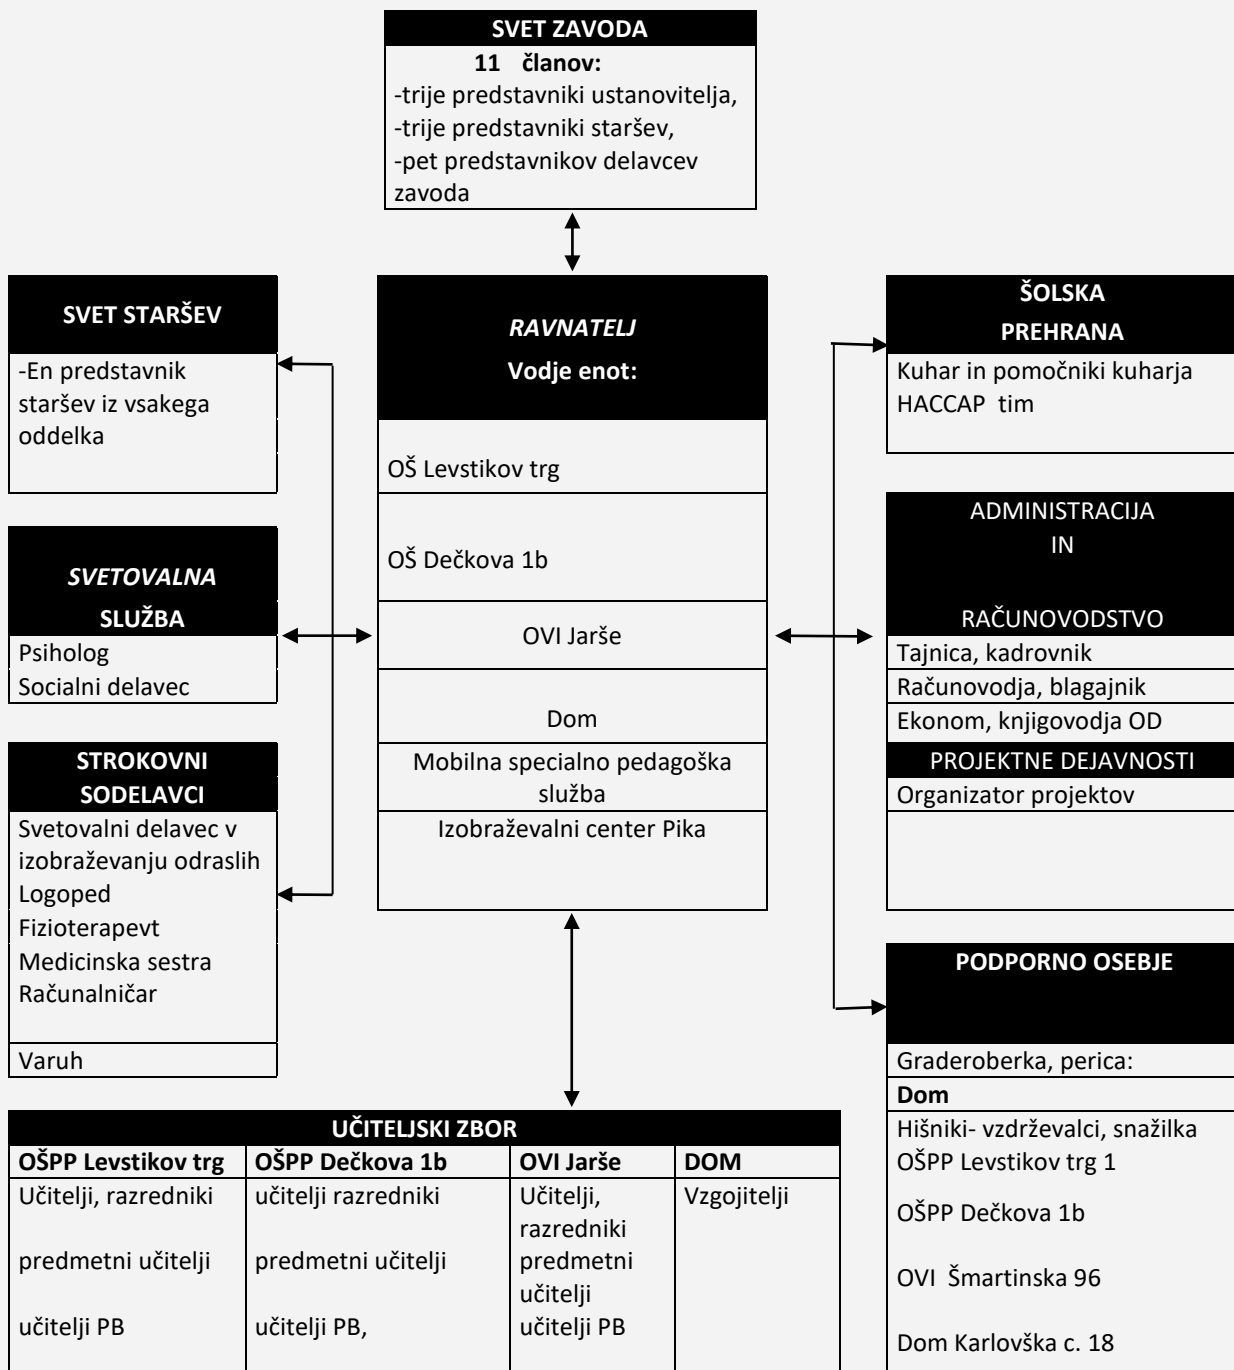 SVET ZAVODA
11 članov:
-trije predstavniki ustanovitelja,
-trije predstavniki staršev,
-pet predstavnikov delavcev
zavoda
SVET STARŠEV
-En predstavnik
staršev iz vsakega
oddelka
SVETOVALNA
SLUŽBA
Psiholog
Socialni delavec
STROKOVNI
SODELAVCI
Svetovalni delavec v
izobraževanju odraslih
Logoped
Fizioterapevt
Medicinska sestra
Računalničar
Varuh
RAVNATELJ
Vodje enot:
OŠ Levstikov trg
OŠ Dečkova 1b
OVI Jarše
Dom
Mobilna specialno pedagoška
služba
Izobraževalni center Pika
ŠOLSKA
PREHRANA
Kuhar in pomočniki kuharja
HACCAP tim
ADMINISTRACIJA
IN
RAČUNOVODSTVO
Tajnica, kadrovnik
Računovodja, blagajnik
Ekonom, knjigovodja OD
PROJEKTNE DEJAVNOSTI
Organizator projektov
PODPORNO OSEBJE
Graderoberka, perica:
Dom
Hišniki- vzdrževalci, snažilka
OŠPP Levstikov trg 1
OŠPP Dečkova 1b
OVI Šmartinska 96
Dom Karlovška c. 18
UČITELJSKI ZBOR
OŠPP Levstikov trg
Učitelji, razredniki
predmetni učitelji
učitelji PB
OŠPP Dečkova 1b
učitelji razredniki
predmetni učitelji
učitelji PB,
OVI Jarše
Učitelji,
razredniki
predmetni
učitelji
učitelji PB
DOM
Vzgojitelji